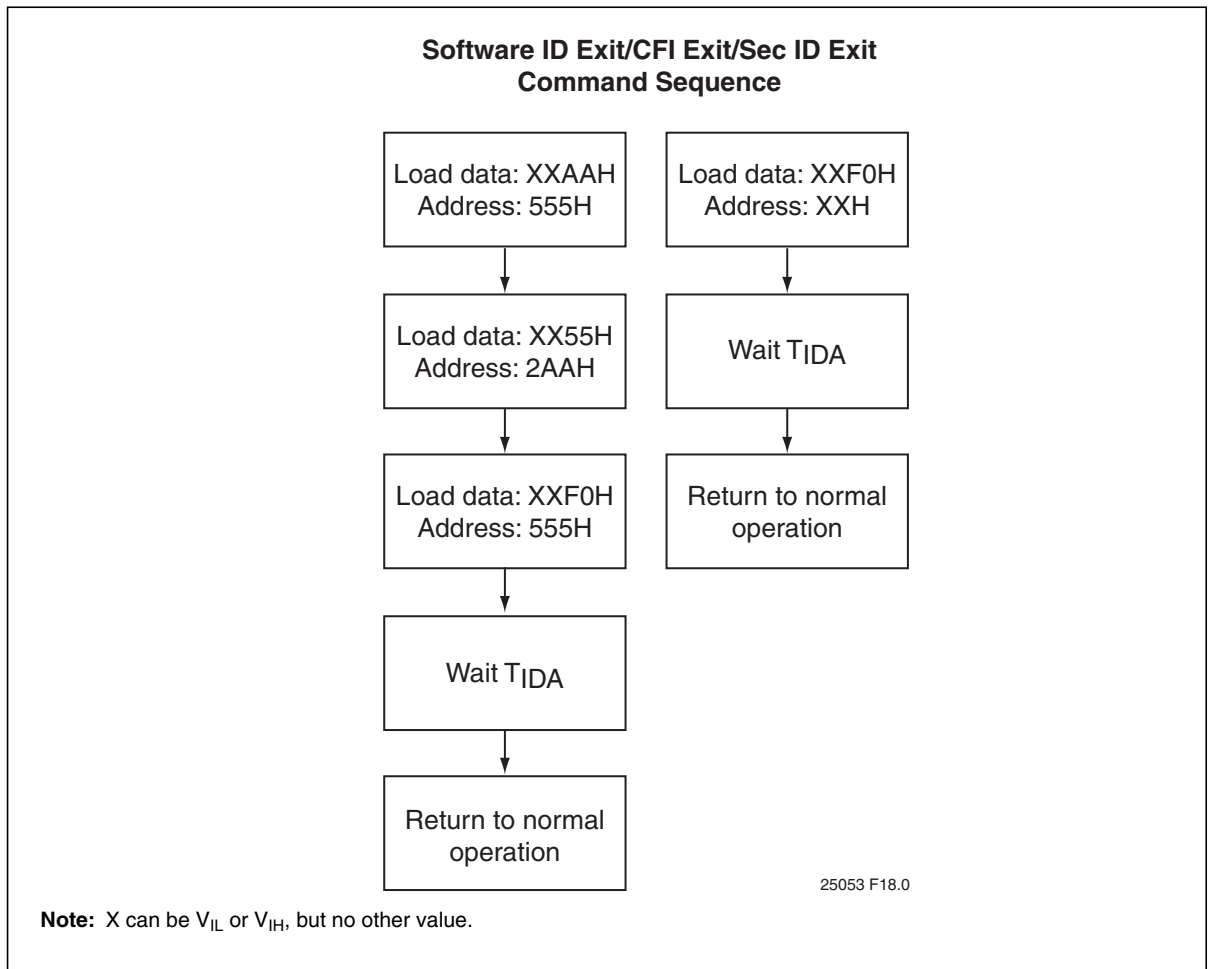 Software ID Exit/CFI Exit/Sec ID Exit
Command Sequence
Load data: XXAAH
Address: 555H
Load data: XX55H
Address: 2AAH
Load data: XXF0H
Address: 555H
Wait TIDA
Return to normal
operation
Load data: XXF0H
Address: XXH
Wait TIDA
Return to normal
operation
25053 F18.0
Note: X can be VIL or VIH, but no other value.